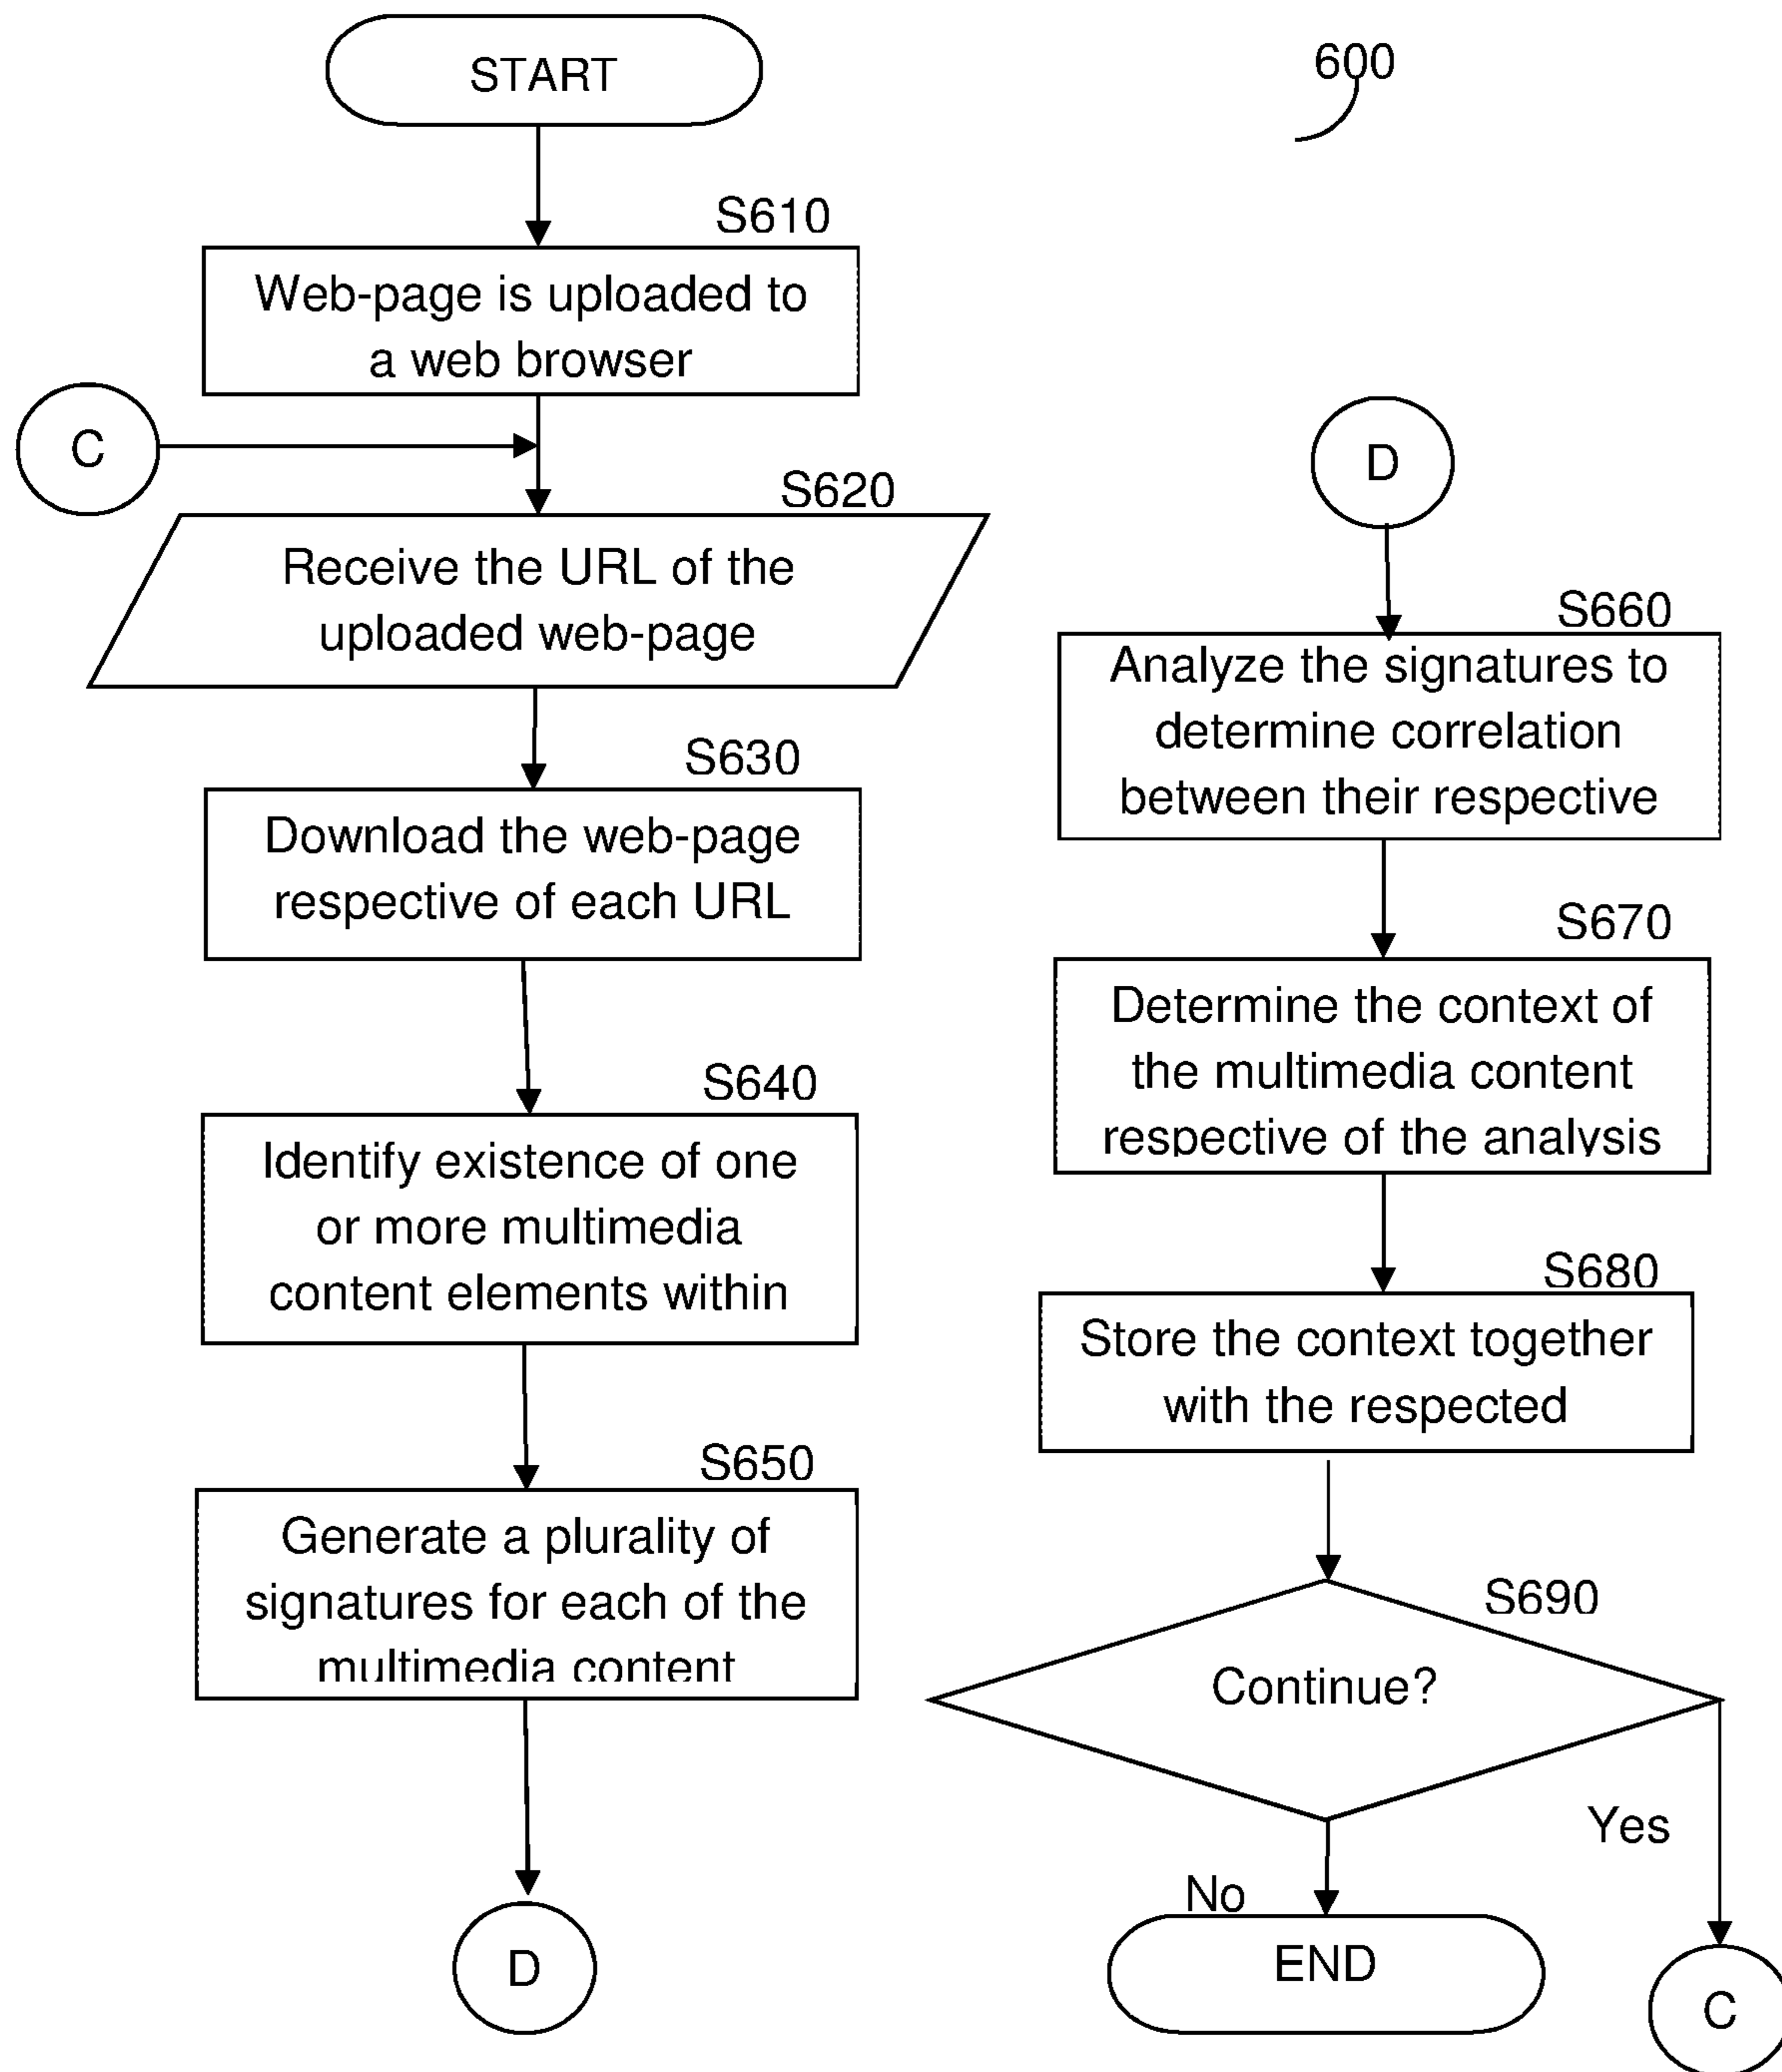 START
600
S610
Web-page is uploaded to
a web browser
C
S620
Receive the URL of the
uploaded web-page
S630
Download the web-page
respective of each URL
S640
Identify existence of one
or more multimedia
content elements within
S650
Generate a plurality of
signatures for each of the
multimedia content
D
D
S660
Analyze the signatures to
determine correlation
between their respective
S670
Determine the context of
the multimedia content
respective of the analysis
S680
Store the context together
with the respected
S690
Continue?
Yes
No
END
C